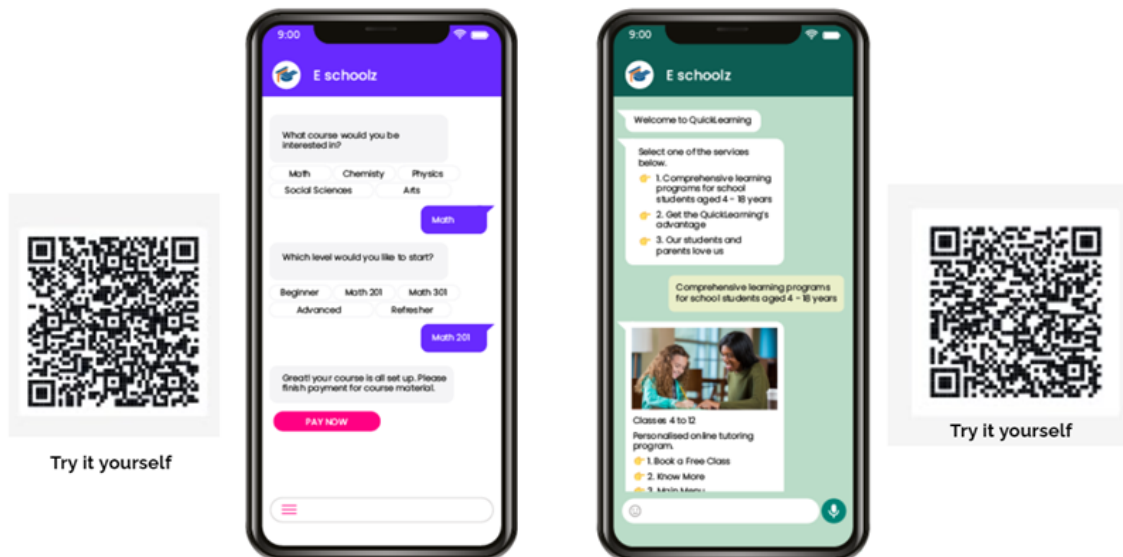 9:00
E schoolz
What course would you be
interested in?
Math Chemisty Physics
Social Sciences Arts
Math
Which level would you like to start?
Beginner Math 201 Math 301
Advanced Refresher
Math 201
Great! your course is all set up. Please
finish payment for course material.
PAY NOW
Try it yourself
9:00
E schoolz
Welcome to QuickLearning
Select one of the services
below.
👉 1. Comprehensive learning
programs for school
students aged 4 - 18 years
👉 2. Get the QuickLearning's
advantage
👉 3. Our students and
parents love us
Comprehensive learning programs
for school students aged 4 - 18 years
Classes 4 to 12
Personalised online tutoring
program.
👉 1. Book a Free Class
👉 2. Know More
👉 3. Main Menu
Try it yourself